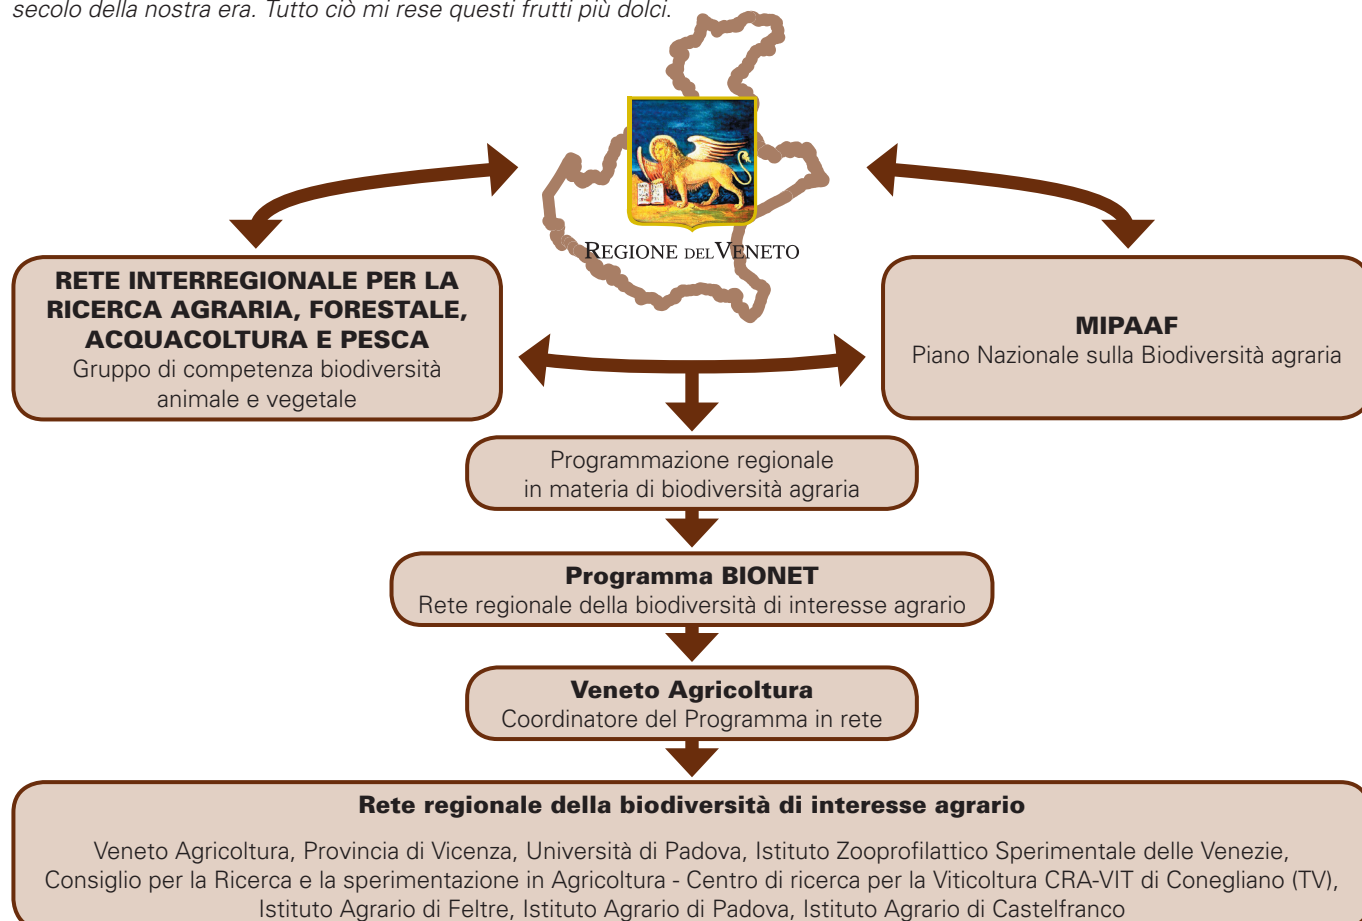 secolo della nostra era. Tutto ciò mi rese questi frutti più dolci.
REGIONE DEL VENETO
RETE INTERREGIONALE PER LA
RICERCA AGRARIA, FORESTALE,
ACQUACOLTURA E PESCA
Gruppo di competenza biodiversità
animale e vegetale
MIPAAF
Piano Nazionale sulla Biodiversità agraria
Programmazione regionale
in materia di biodiversità agraria
Programma BIONET
Rete regionale della biodiversità di interesse agrario
Veneto Agricoltura
Coordinatore del Programma in rete
Rete regionale della biodiversità di interesse agrario
Veneto Agricoltura, Provincia di Vicenza, Università di Padova, Istituto Zooprofilattico Sperimentale delle Venezie,
Consiglio per la Ricerca e la sperimentazione in Agricoltura - Centro di ricerca per la Viticoltura CRA-VIT di Conegliano (TV),
Istituto Agrario di Feltre, Istituto Agrario di Padova, Istituto Agrario di Castelfranco